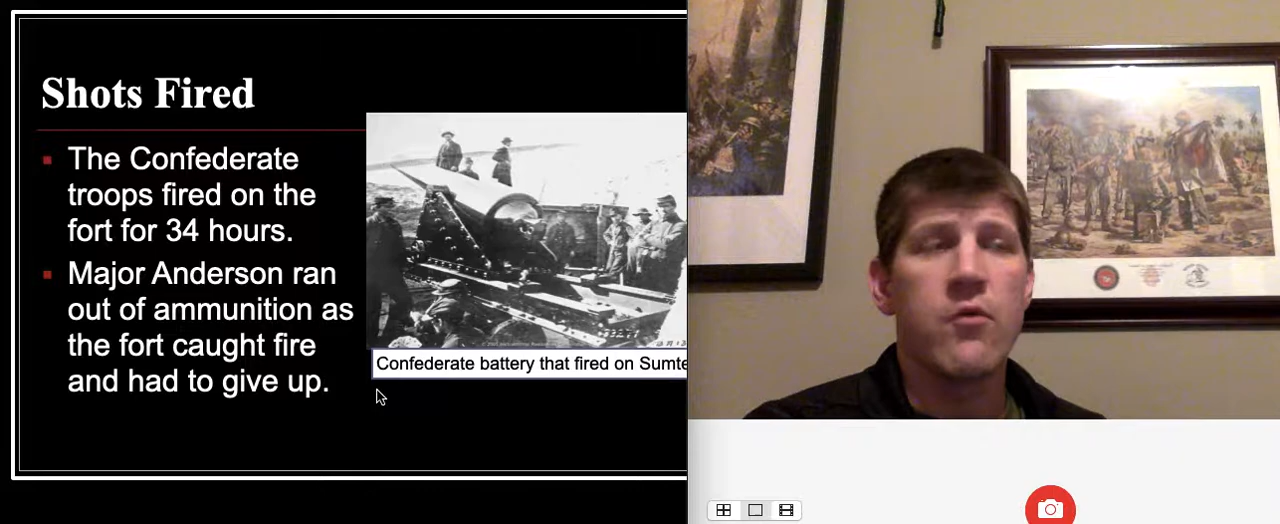 Shots Fired
The Confederate
troops fired on the
fort for 34 hours.
Major Anderson ran
out of ammunition as
the fort caught fire
and had to give up.
Confederate battery that fired on Sumte